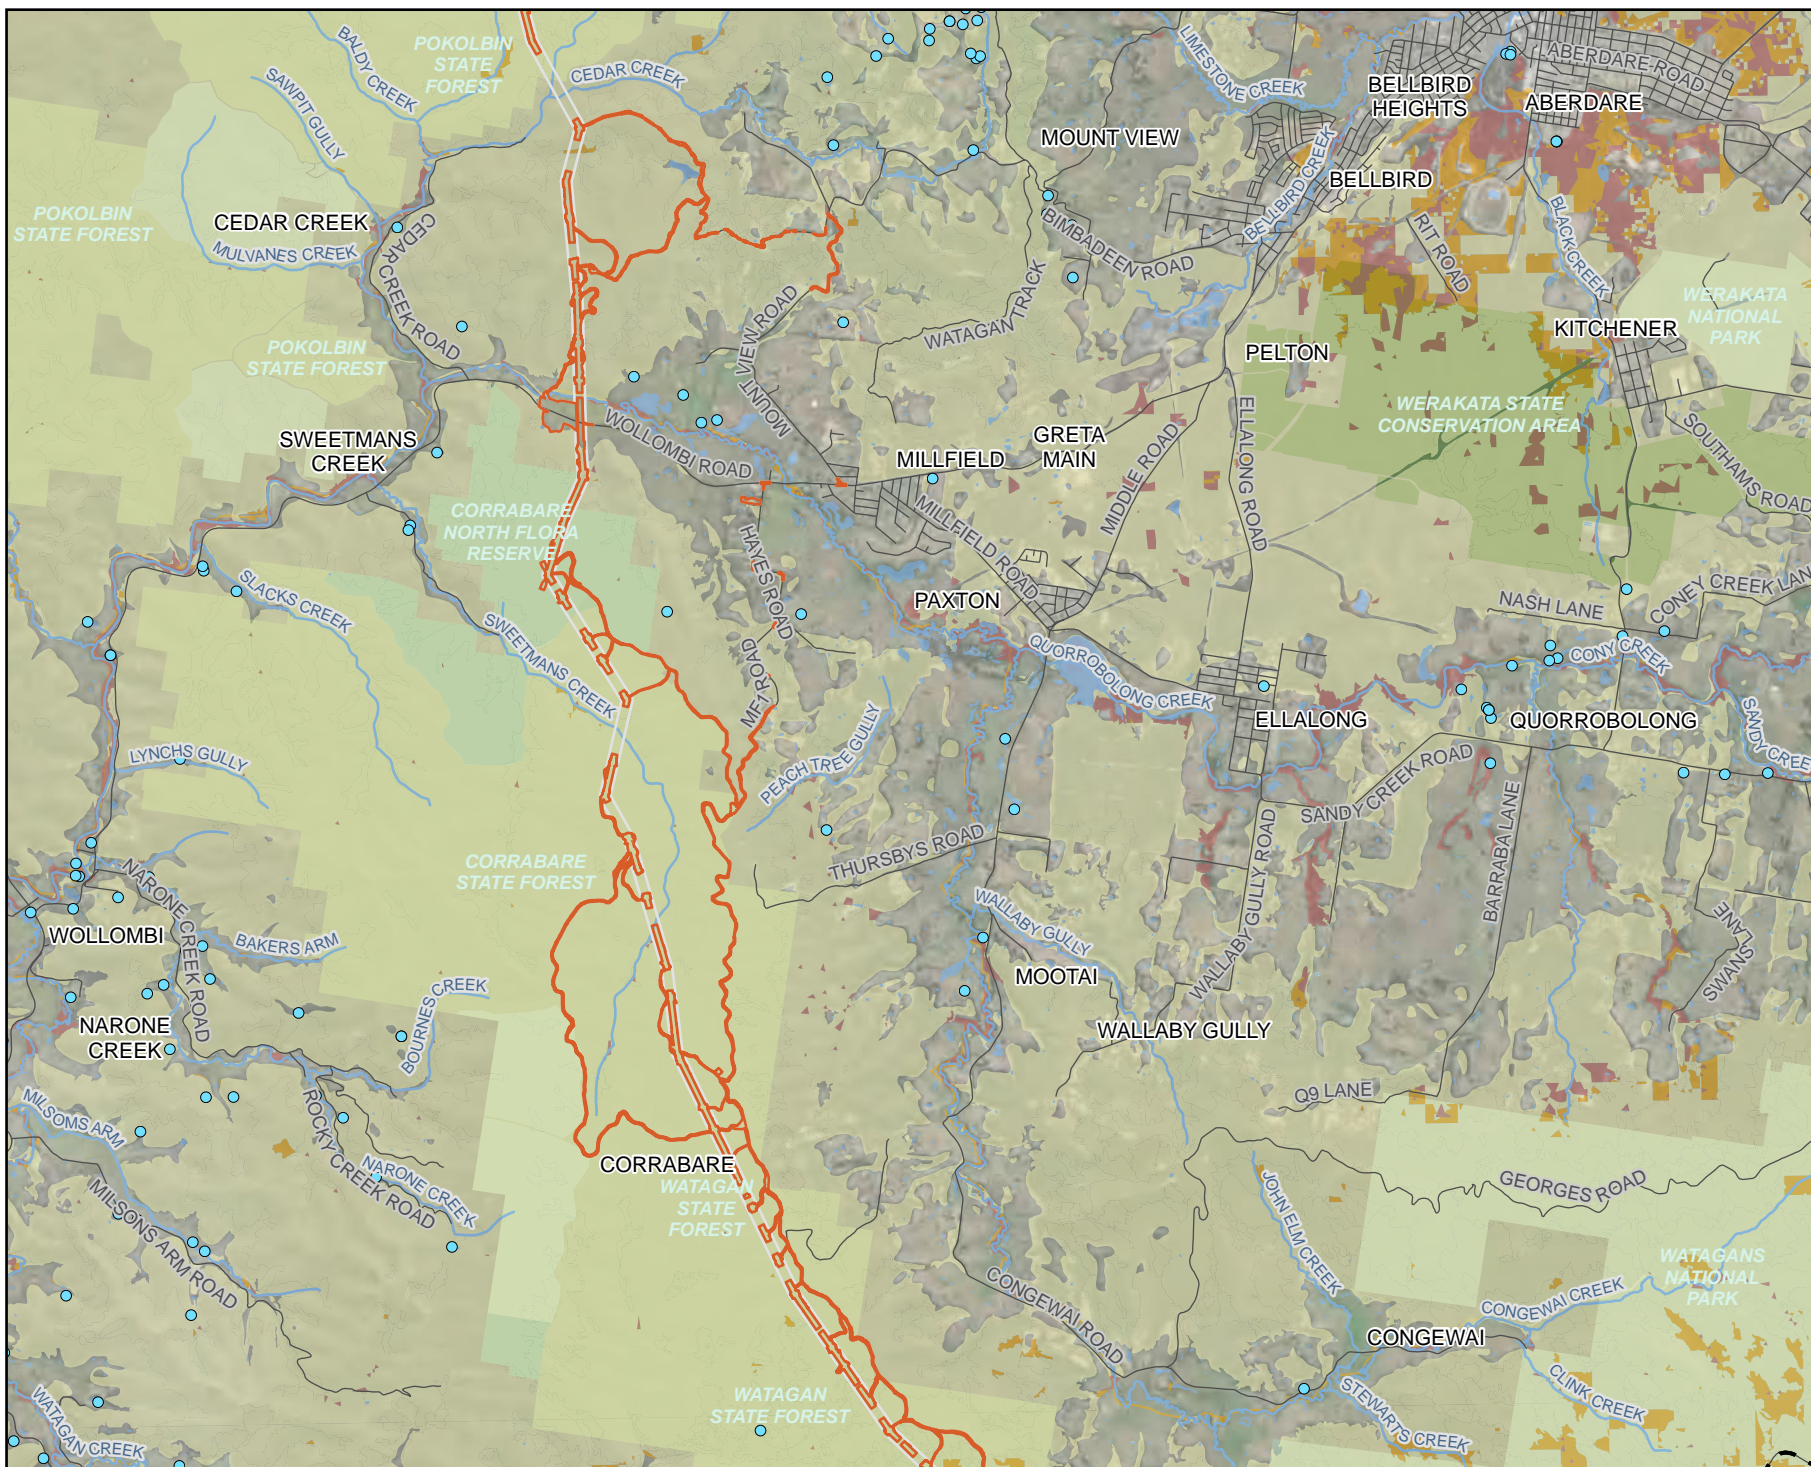 BALDY CREEK
POKOLBIN
STATE
FOREST
CEDAR CREEK
LIMESTONE CREEK
ABERDARE ROAD
BELLBIRD
HEIGHTS
ABERDARE
SAWPIT GULLY
MOUNT VIEW
BELLBIRD
BELLBIRD CREEK
POKOLBIN
STATE FOREST
CEDAR CREEK
MULVANES CREEK
CEDAR CREEK ROAD
BIMBADEEN ROAD
RIT ROAD
BLACK CREEK
WERAKATA
NATIONAL
PARK
WATAGAN TRACK
MOUNT VIEW ROAD
KITCHENER
PELTON
POKOLBIN
STATE FOREST
WERAKATA STATE
CONSERVATION AREA
SWEETMANS
CREEK
WOLLOMBI ROAD
MILLFIELD
GRETA
MAIN
MIDDLE ROAD
ELLALONG ROAD
SOUTHAMS ROAD
CORRABARE
NORTH FLORA
RESERVE
MILLFIELD ROAD
HAYES ROAD
SLACKS CREEK
SWEETMANS CREEK
PAXTON
NASH LANE
CONEY CREEK LAN
CONY CREEK
MF1 ROAD
QUORROBOLONG CREEK
ELLALONG
QUORROBOLONG
SANDY CREE
LYNCHS GULLY
PEACH TREE GULLY
SANDY CREEK ROAD
BARRABA LANE
THURSBYS ROAD
WALLABY GULLY ROAD
CORRABARE
STATE FOREST
NARONE CREEK ROAD
WOLLOMBI
BAKERS ARM
WALLABY GULLY
MOOTAI
SWANS LANE
NARONE
CREEK
BOURNES CREEK
WALLABY GULLY
Q9 LANE
MILSOMS ARM
ROCKY CREEK ROAD
NARONE CREEK
CORRABARE
WATAGAN
STATE
FOREST
GEORGES ROAD
JOHN ELM CREEK
MILSONS ARM ROAD
WATAGANS
NATIONAL
PARK
CONGEWAI ROAD
CONGEWAI CREEK
CONGEWAI
CLINK CREEK
STEWARTS CREEK
WATAGAN
STATE FOREST
WATAGAN CREEK